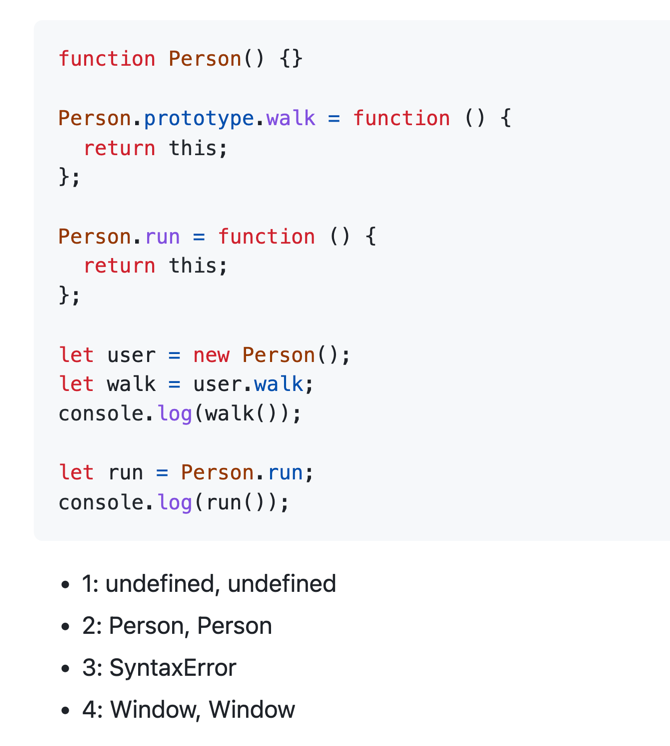 function Person() {}

Person.prototype.walk = function () {
  return this;
};

Person.run = function () {
  return this;
};

let user = new Person();
let walk = user.walk;
console.log(walk());

let run = Person.run;
console.log(run());

• 1: undefined, undefined
• 2: Person, Person
• 3: SyntaxError
• 4: Window, Window